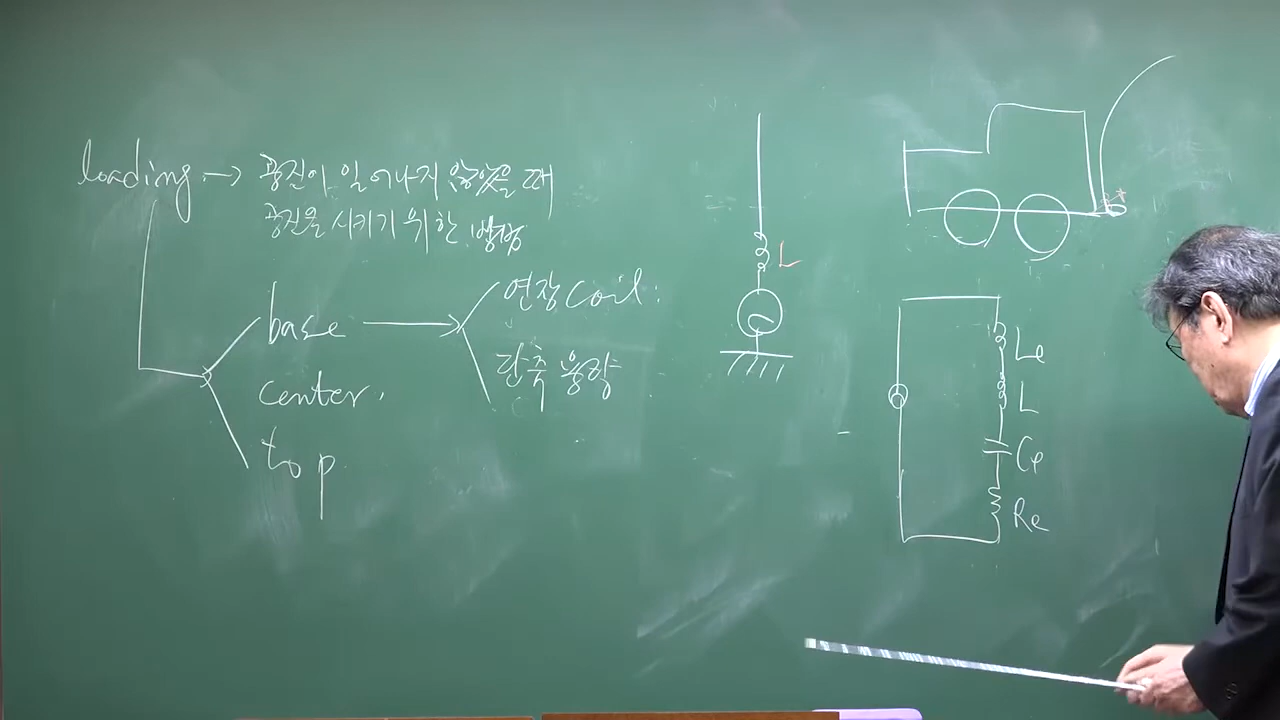 loading → 공진이 일어나지 않았을 때
공진을 시키기 위한 방법
base → 연장 coil.
단축 용량
center.
top
L
Le
L
Ce
Re